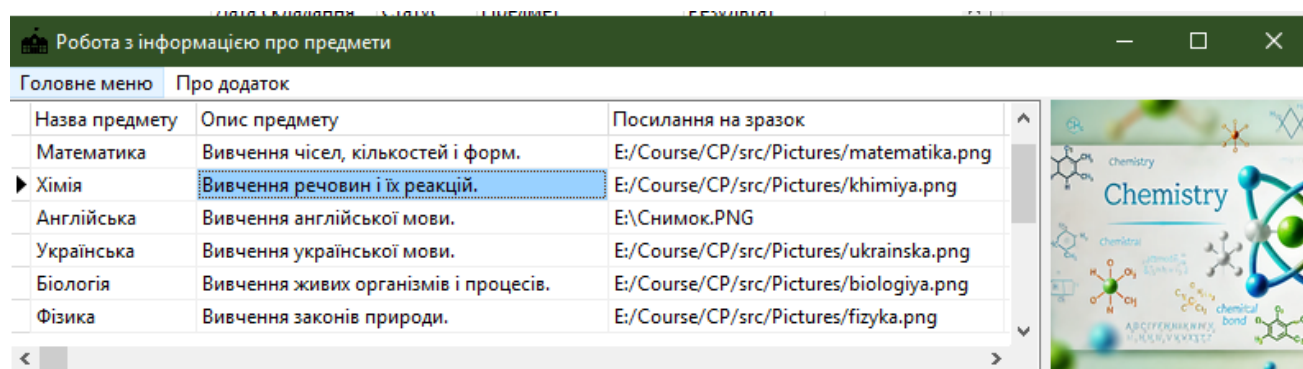 Робота з інформацією про предмети
Головне меню Про додаток
Назва предмету Опис предмету Посилання на зразок
Математика Вивчення чисел, кількостей і форм. E:/Course/CP/src/Pictures/matematika.png
Хімія Вивчення речовин і їх реакцій. E:/Course/CP/src/Pictures/khimiya.png
Англійська Вивчення англійської мови. E:\Снимок.PNG
Українська Вивчення української мови. E:/Course/CP/src/Pictures/ukrainska.png
Біологія Вивчення живих організмів і процесів. E:/Course/CP/src/Pictures/biologiya.png
Фізика Вивчення законів природи. E:/Course/CP/src/Pictures/fizyka.png
Chemistry
Chemistry
chemical
bond